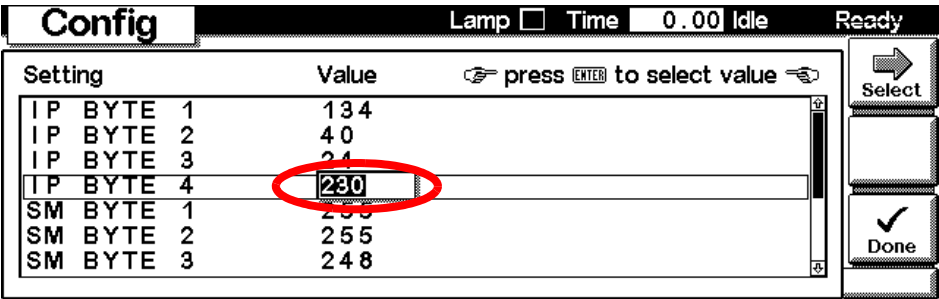 Config Lamp Time 0.00 Idle Ready
Setting Value press ENTER to select value
Select
IP BYTE 1 134
IP BYTE 2 40
IP BYTE 3 24
IP BYTE 4 230
SM BYTE 1 255
SM BYTE 2 255
SM BYTE 3 248
Done